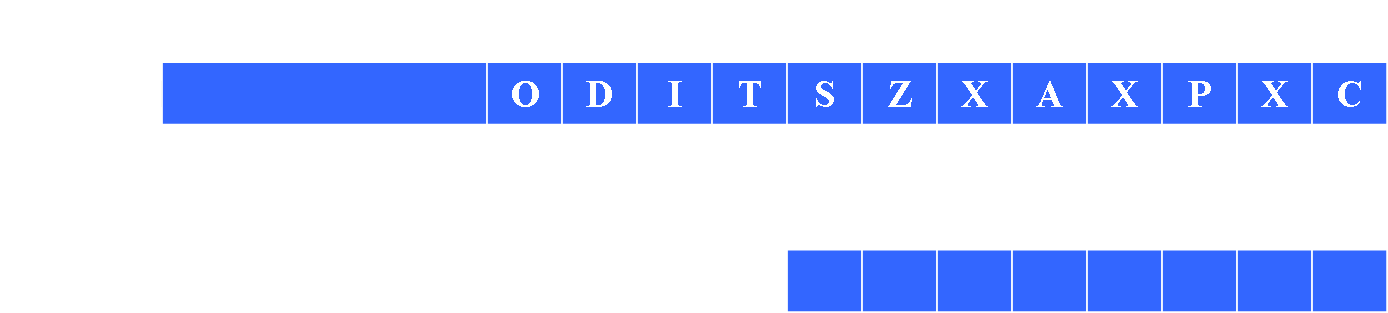 O D I T S Z X A X P X C